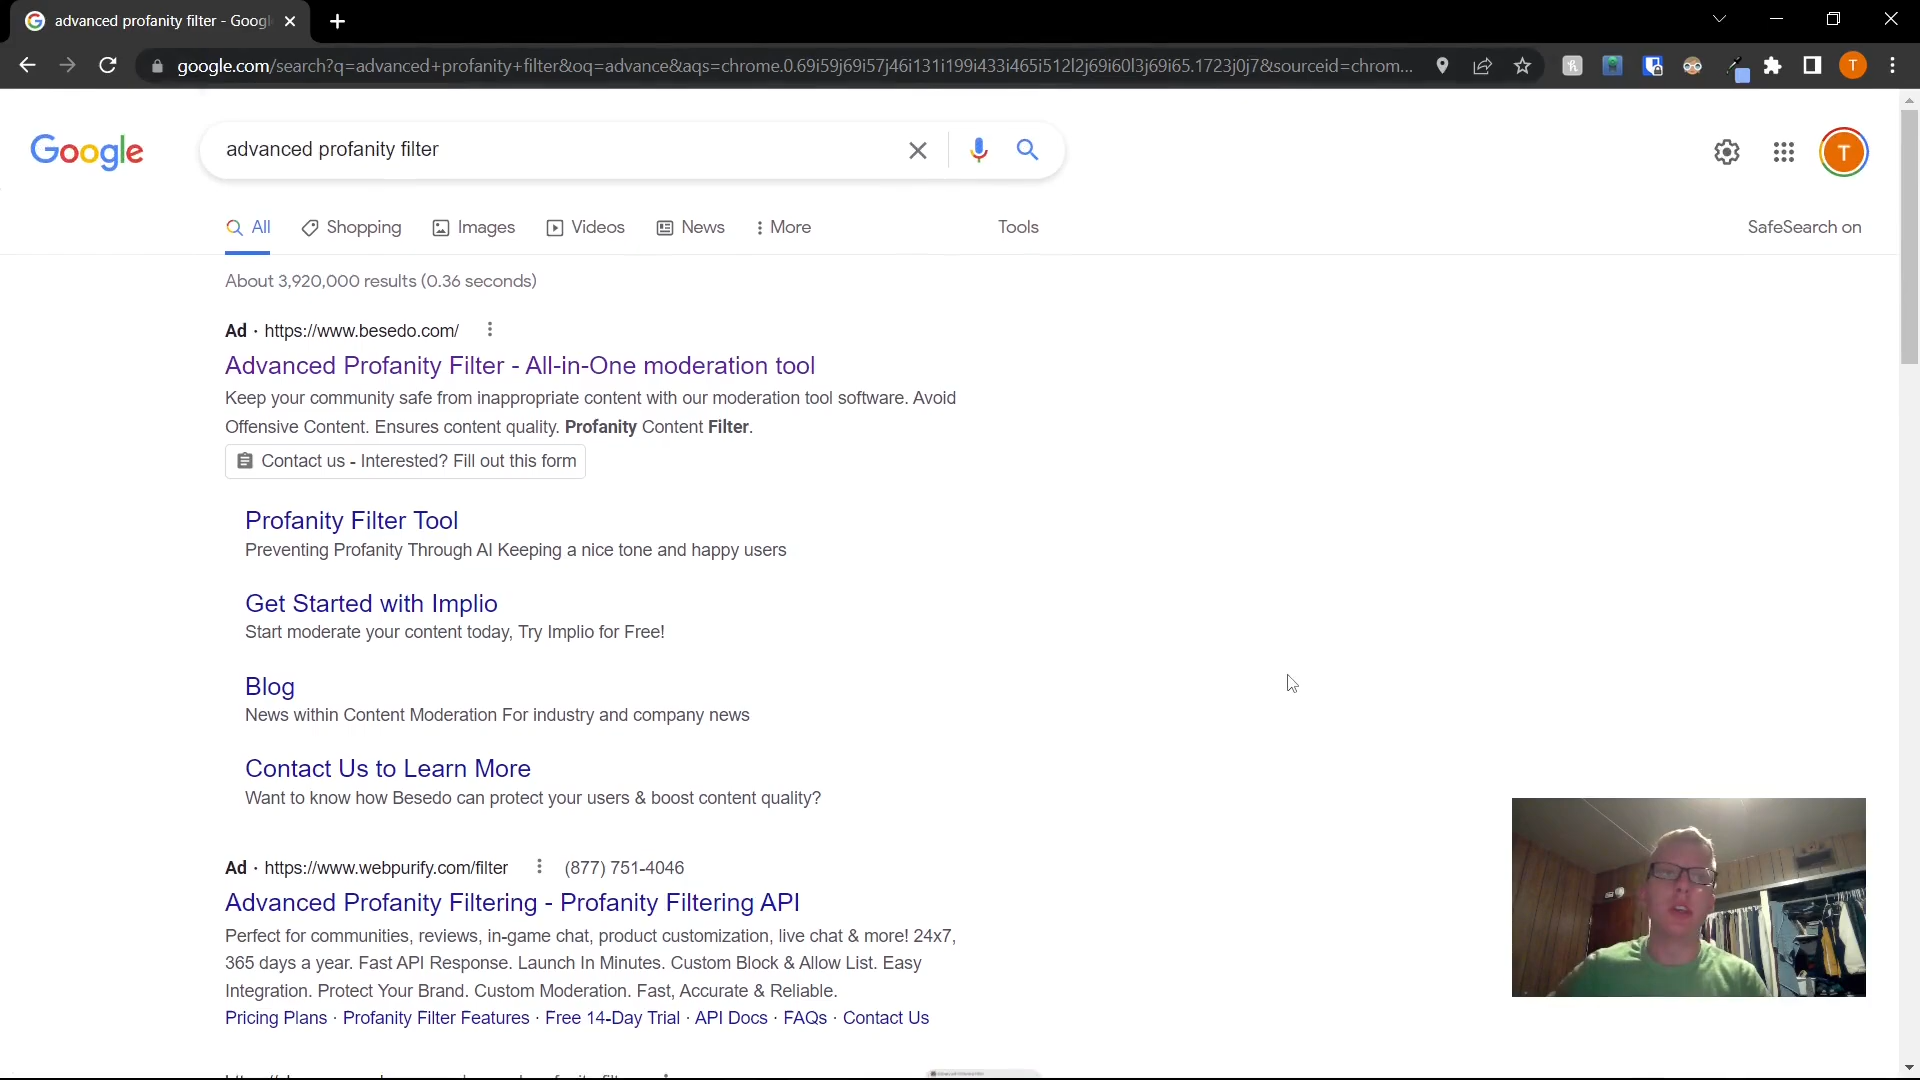 advanced profanity filter - Googl
google.com/search?q=advanced+profanity+filter&oq=advance&aqs=chrome.0.69i59j69i57j46i131i199i433i465i512l2j69i60l3j69i65.1723j0j7&sourceid=chrom...
T
Google
advanced profanity filter
T
All
Shopping
Images
Videos
News
More
Tools
SafeSearch on
About 3,920,000 results (0.36 seconds)
Ad · https://www.besedo.com/
Advanced Profanity Filter - All-in-One moderation tool
Keep your community safe from inappropriate content with our moderation tool software. Avoid
Offensive Content. Ensures content quality. Profanity Content Filter.
Contact us - Interested? Fill out this form
Profanity Filter Tool
Preventing Profanity Through AI Keeping a nice tone and happy users
Get Started with Implio
Start moderate your content today, Try Implio for Free!
Blog
News within Content Moderation For industry and company news
Contact Us to Learn More
Want to know how Besedo can protect your users & boost content quality?
Ad · https://www.webpurify.com/filter (877) 751-4046
Advanced Profanity Filtering - Profanity Filtering API
Perfect for communities, reviews, in-game chat, product customization, live chat & more! 24x7,
365 days a year. Fast API Response. Launch In Minutes. Custom Block & Allow List. Easy
Integration. Protect Your Brand. Custom Moderation. Fast, Accurate & Reliable.
Pricing Plans · Profanity Filter Features · Free 14-Day Trial · API Docs · FAQs · Contact Us